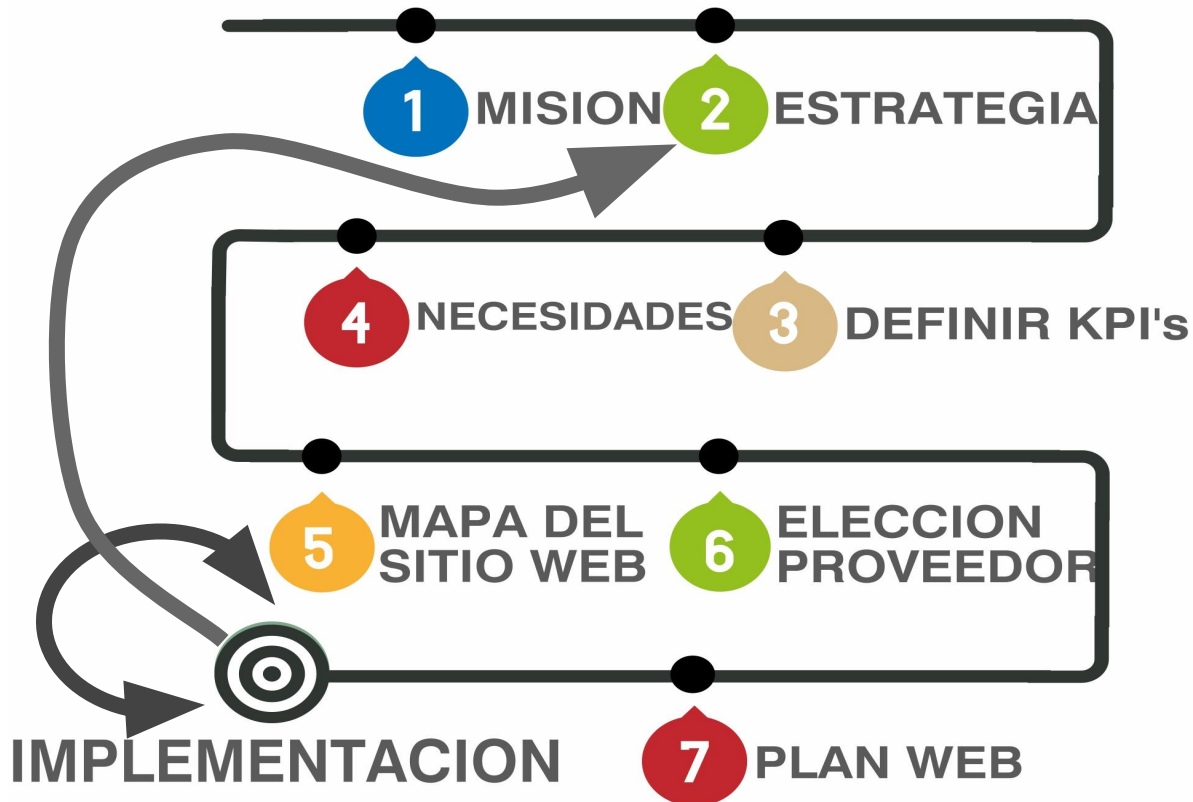 1 MISION
2 ESTRATEGIA
3 DEFINIR KPI's
4 NECESIDADES
5 MAPA DEL
SITIO WEB
6 ELECCION
PROVEEDOR
7 PLAN WEB
IMPLEMENTACION